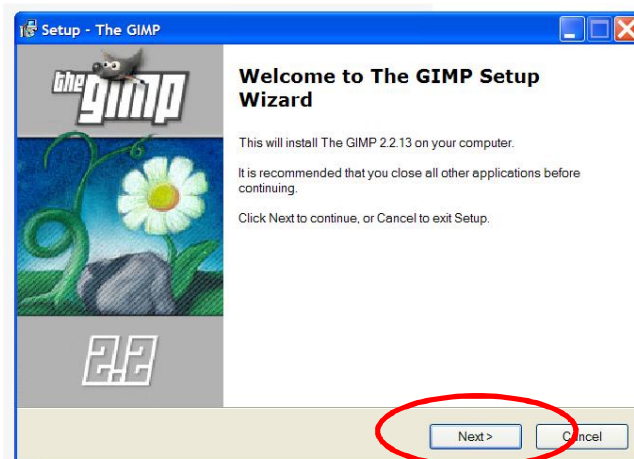 Setup - The GIMP
the
gimp
Welcome to The GIMP Setup
Wizard
This will install The GIMP 2.2.13 on your computer.
It is recommended that you close all other applications before
continuing.
Click Next to continue, or Cancel to exit Setup.
2.2
Next >
Cancel